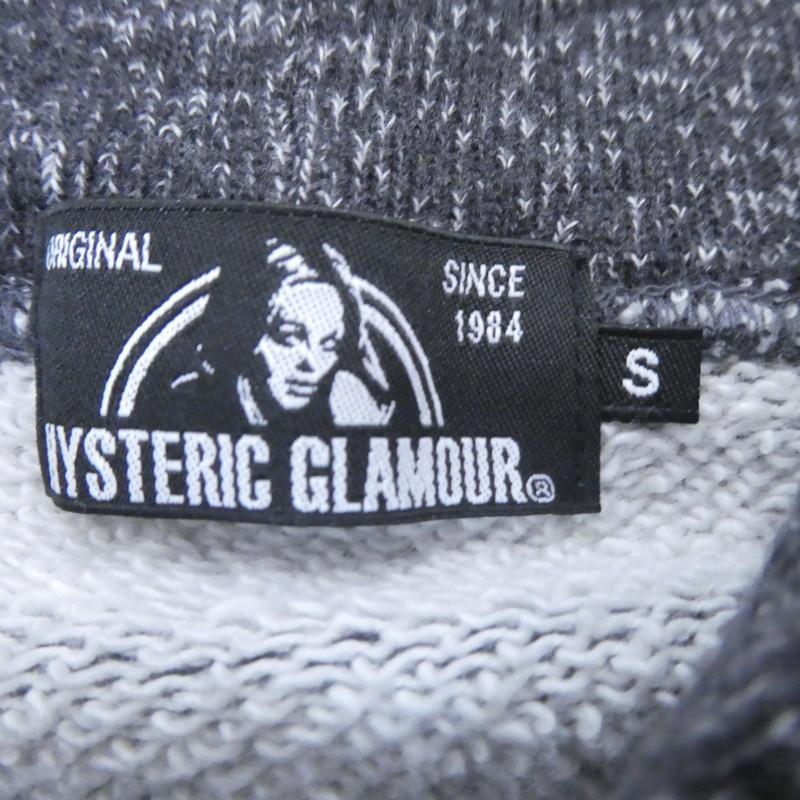 ORIGINAL
SINCE
1984
S
HYSTERIC GLAMOUR®